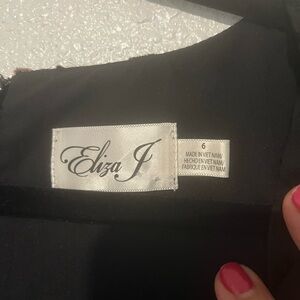 Eliza J
6
MADE IN VIET NAM/
HECHO EN VIET NAM/
FABRIQUE EN VIET NAM